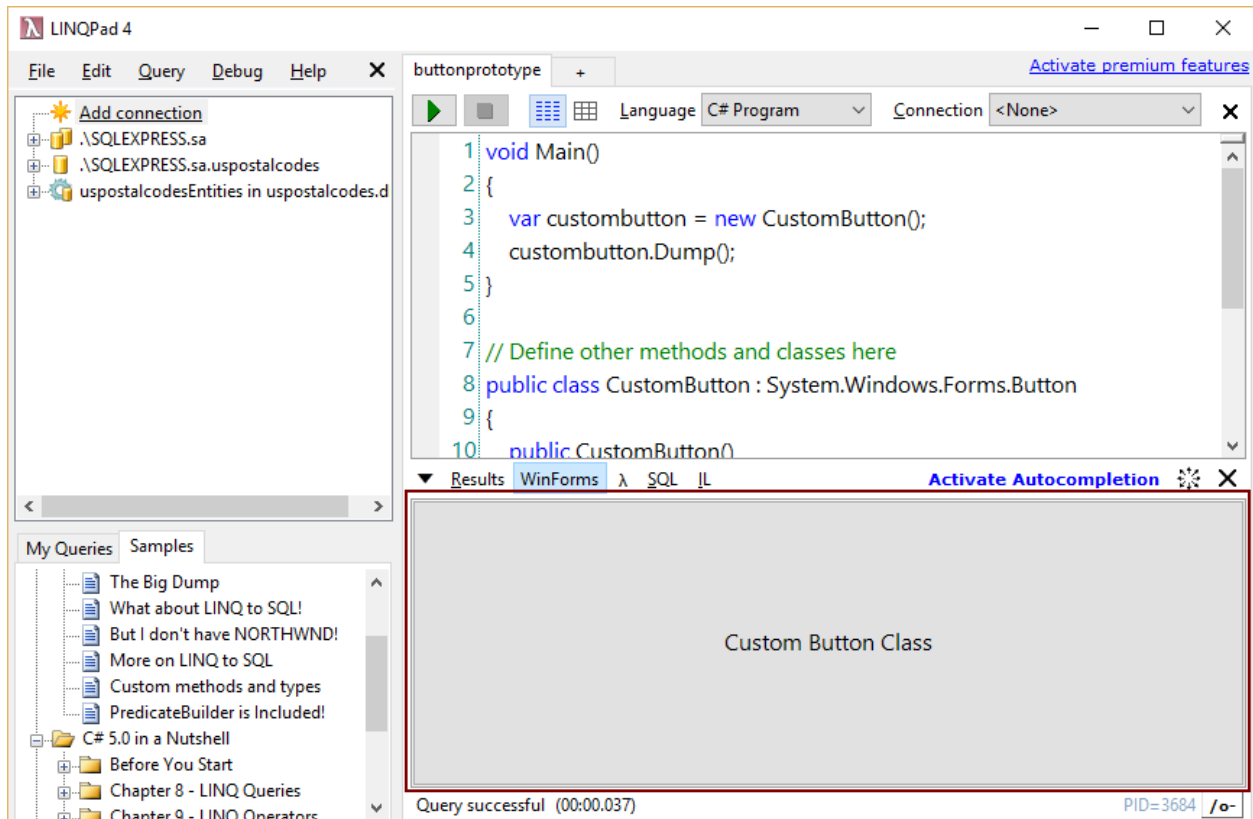 LINQPad 4
File Edit Query Debug Help
Add connection
.\SQLEXPRESS.sa
.\SQLEXPRESS.sa.uspostalcodes
uspostalcodesEntities in uspostalcodes.d
My Queries Samples
The Big Dump
What about LINQ to SQL!
But I don't have NORTHWND!
More on LINQ to SQL
Custom methods and types
PredicateBuilder is Included!
C# 5.0 in a Nutshell
Before You Start
Chapter 8 - LINQ Queries
Chapter 9 - LINQ Operators
buttonprototype +
Activate premium features
Language C# Program Connection <None>
1 void Main()
2 {
3 var custombutton = new CustomButton();
4 custombutton.Dump();
5 }
6
7 // Define other methods and classes here
8 public class CustomButton : System.Windows.Forms.Button
9 {
10 public CustomButton()
Results WinForms λ SQL IL Activate Autocompletion
Custom Button Class
Query successful (00:00.037) PID=3684 /o-